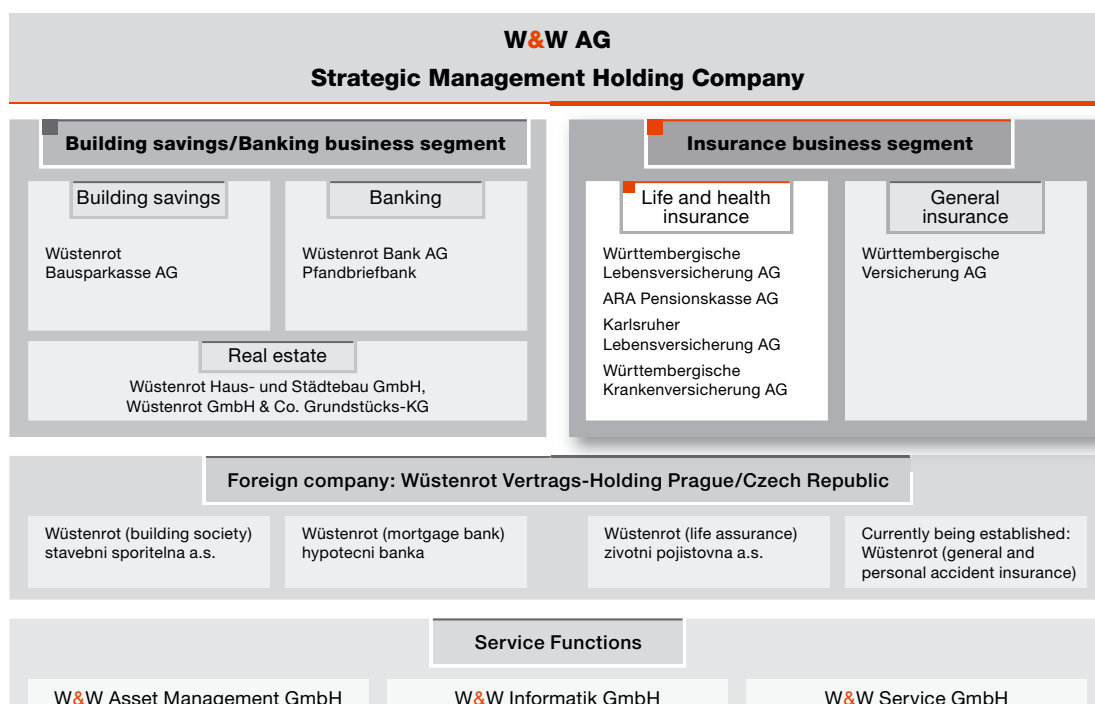 W&W AG
Strategic Management Holding Company
Building savings/Banking business segment
Building savings
Wüstenrot
Bausparkasse AG
Banking
Wüstenrot Bank AG
Pfandbriefbank
Real estate
Wüstenrot Haus- und Städtebau GmbH,
Wüstenrot GmbH & Co. Grundstücks-KG
Insurance business segment
Life and health
insurance
Württembergische
Lebensversicherung AG
ARA Pensionskasse AG
Karlsruher
Lebensversicherung AG
Württembergische
Krankenversicherung AG
General
insurance
Württembergische
Versicherung AG
Foreign company: Wüstenrot Vertrags-Holding Prague/Czech Republic
Wüstenrot (building society)
stavebni sporitelna a.s.
Wüstenrot (mortgage bank)
hypotecni banka
Wüstenrot (life assurance)
zivotni pojistovna a.s.
Currently being established:
Wüstenrot (general and
personal accident insurance)
Service Functions
W&W Asset Management GmbH
W&W Informatik GmbH
W&W Service GmbH